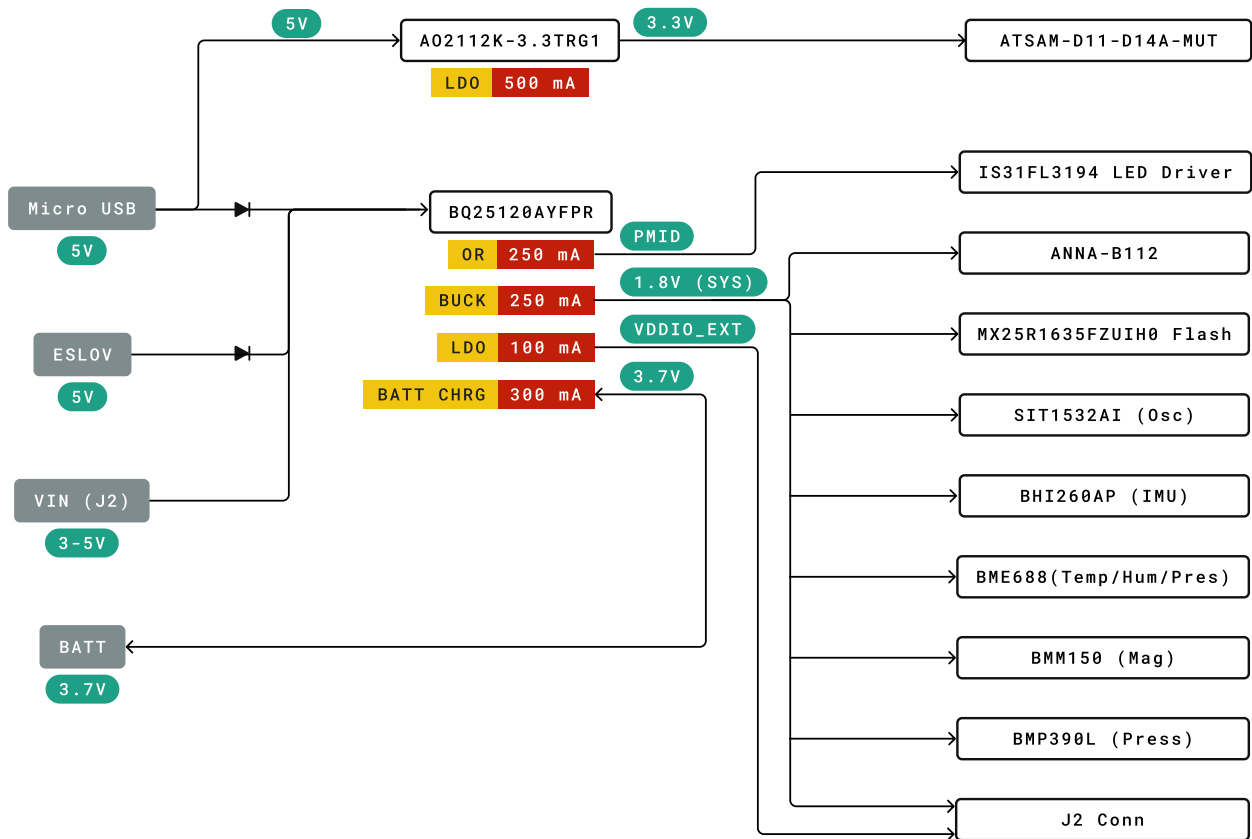 5V
3.3V
AO2112K-3.3TRG1
ATSAM-D11-D14A-MUT
LDO 500 mA
IS31FL3194 LED Driver
Micro USB
5V
BQ25120AYFPR
OR 250 mA
PMID
ANNA-B112
BUCK 250 mA
1.8V (SYS)
MX25R1635FZUIH0 Flash
ESLOV
5V
LDO 100 mA
VDDIO_EXT
BATT CHRG 300 mA
3.7V
SIT1532AI (Osc)
VIN (J2)
3-5V
BHI260AP (IMU)
BME688(Temp/Hum/Pres)
BATT
3.7V
BMM150 (Mag)
BMP390L (Press)
J2 Conn